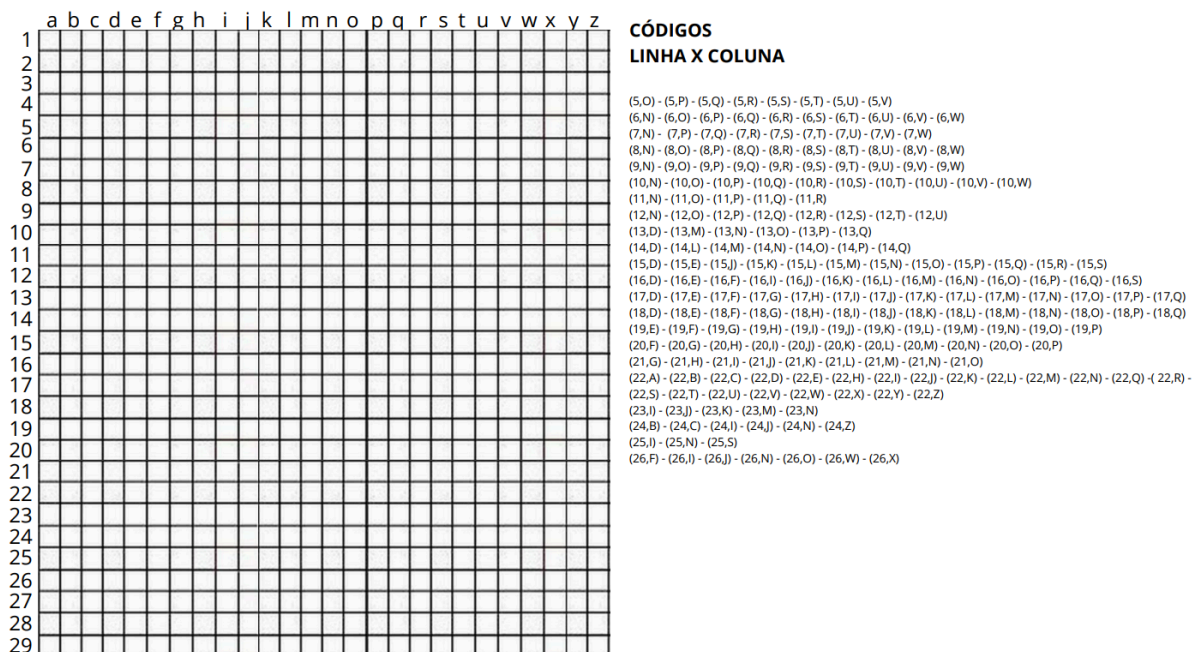 a b c d e f g h i j k l m n o p q r s t u v w x y z
1
2
3
4
5
6
7
8
9
10
11
12
13
14
15
16
17
18
19
20
21
22
23
24
25
26
27
28
29
CÓDIGOS
LINHA X COLUNA
(5,O) - (5,P) - (5,Q) - (5,R) - (5,S) - (5,T) - (5,U) - (5,V)
(6,N) - (6,O) - (6,P) - (6,Q) - (6,R) - (6,S) - (6,T) - (6,U) - (6,V) - (6,W)
(7,N) - (7,P) - (7,Q) - (7,R) - (7,S) - (7,T) - (7,U) - (7,V) - (7,W)
(8,N) - (8,O) - (8,P) - (8,Q) - (8,R) - (8,S) - (8,T) - (8,U) - (8,V) - (8,W)
(9,N) - (9,O) - (9,P) - (9,Q) - (9,R) - (9,S) - (9,T) - (9,U) - (9,V) - (9,W)
(10,N) - (10,O) - (10,P) - (10,Q) - (10,R) - (10,S) - (10,T) - (10,U) - (10,V) - (10,W)
(11,N) - (11,O) - (11,P) - (11,Q) - (11,R)
(12,N) - (12,O) - (12,P) - (12,Q) - (12,R) - (12,S) - (12,T) - (12,U)
(13,D) - (13,M) - (13,N) - (13,O) - (13,P) - (13,Q)
(14,D) - (14,L) - (14,M) - (14,N) - (14,O) - (14,P) - (14,Q)
(15,D) - (15,E) - (15,J) - (15,K) - (15,L) - (15,M) - (15,N) - (15,O) - (15,P) - (15,Q) - (15,R) - (15,S)
(16,D) - (16,E) - (16,F) - (16,I) - (16,J) - (16,K) - (16,L) - (16,M) - (16,N) - (16,O) - (16,P) - (16,Q) - (16,S)
(17,D) - (17,E) - (17,F) - (17,G) - (17,H) - (17,I) - (17,J) - (17,K) - (17,L) - (17,M) - (17,N) - (17,O) - (17,P) - (17,Q)
(18,D) - (18,E) - (18,F) - (18,G) - (18,H) - (18,I) - (18,J) - (18,K) - (18,L) - (18,M) - (18,N) - (18,O) - (18,P) - (18,Q)
(19,E) - (19,F) - (19,G) - (19,H) - (19,I) - (19,J) - (19,K) - (19,L) - (19,M) - (19,N) - (19,O) - (19,P)
(20,F) - (20,G) - (20,H) - (20,I) - (20,J) - (20,K) - (20,L) - (20,M) - (20,N) - (20,O) - (20,P)
(21,G) - (21,H) - (21,I) - (21,J) - (21,K) - (21,L) - (21,M) - (21,N) - (21,O)
(22,A) - (22,B) - (22,C) - (22,D) - (22,E) - (22,H) - (22,I) - (22,J) - (22,K) - (22,L) - (22,M) - (22,N) - (22,Q) -( 22,R) -
(22,S) - (22,T) - (22,U) - (22,V) - (22,W) - (22,X) - (22,Y) - (22,Z)
(23,I) - (23,J) - (23,K) - (23,M) - (23,N)
(24,B) - (24,C) - (24,I) - (24,J) - (24,N) - (24,Z)
(25,I) - (25,N) - (25,S)
(26,F) - (26,I) - (26,J) - (26,N) - (26,O) - (26,W) - (26,X)